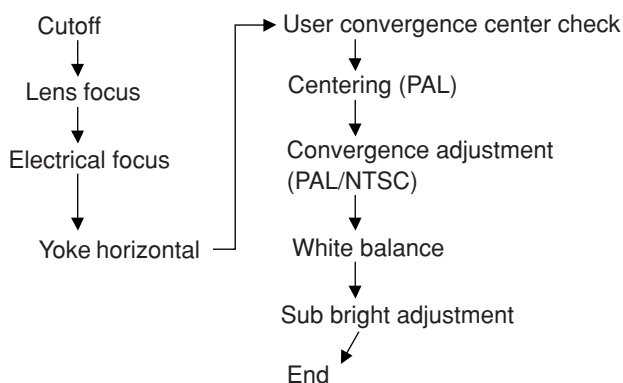 Cutoff
Lens focus
Electrical focus
Yoke horizontal
User convergence center check
Centering (PAL)
Convergence adjustment
(PAL/NTSC)
White balance
Sub bright adjustment
End